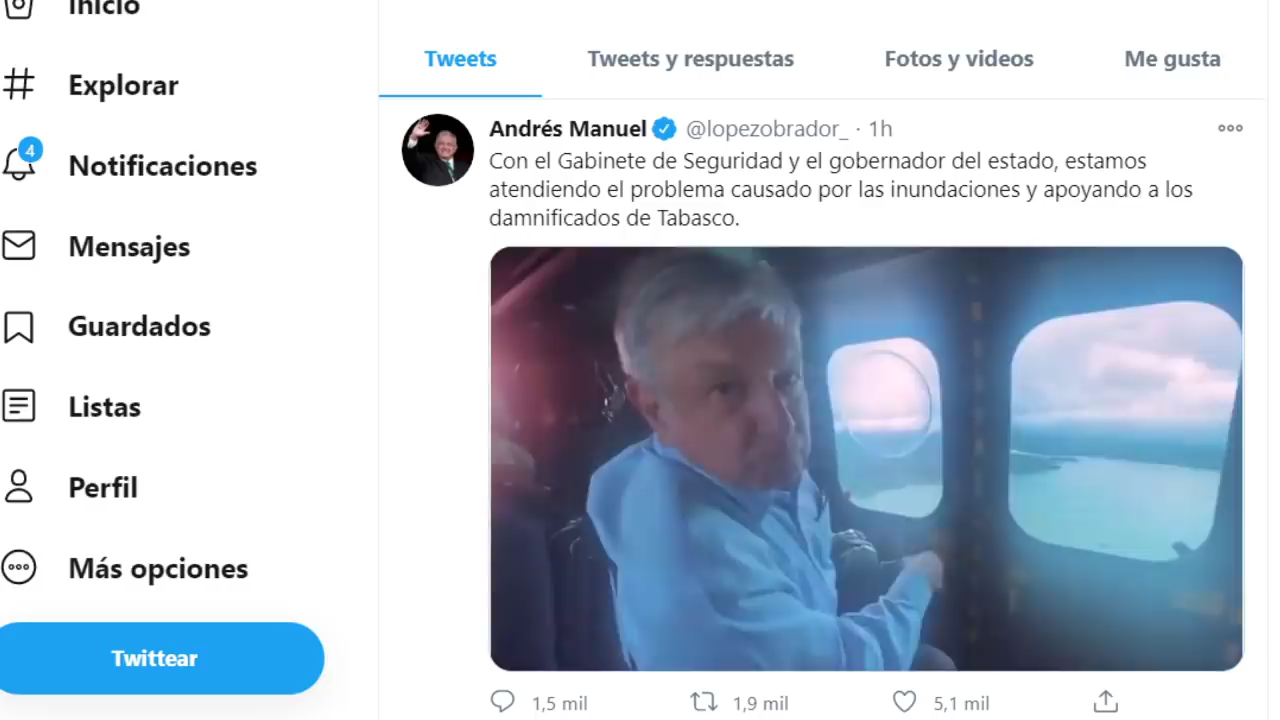 Inicio
Explorar
4
Notificaciones
Mensajes
Guardados
Listas
Perfil
Más opciones
Twittear
Tweets Tweets y respuestas Fotos y videos Me gusta
Andrés Manuel @lopezobrador_ · 1h
Con el Gabinete de Seguridad y el gobernador del estado, estamos
atendiendo el problema causado por las inundaciones y apoyando a los
damnificados de Tabasco.
1,5 mil 1,9 mil 5,1 mil